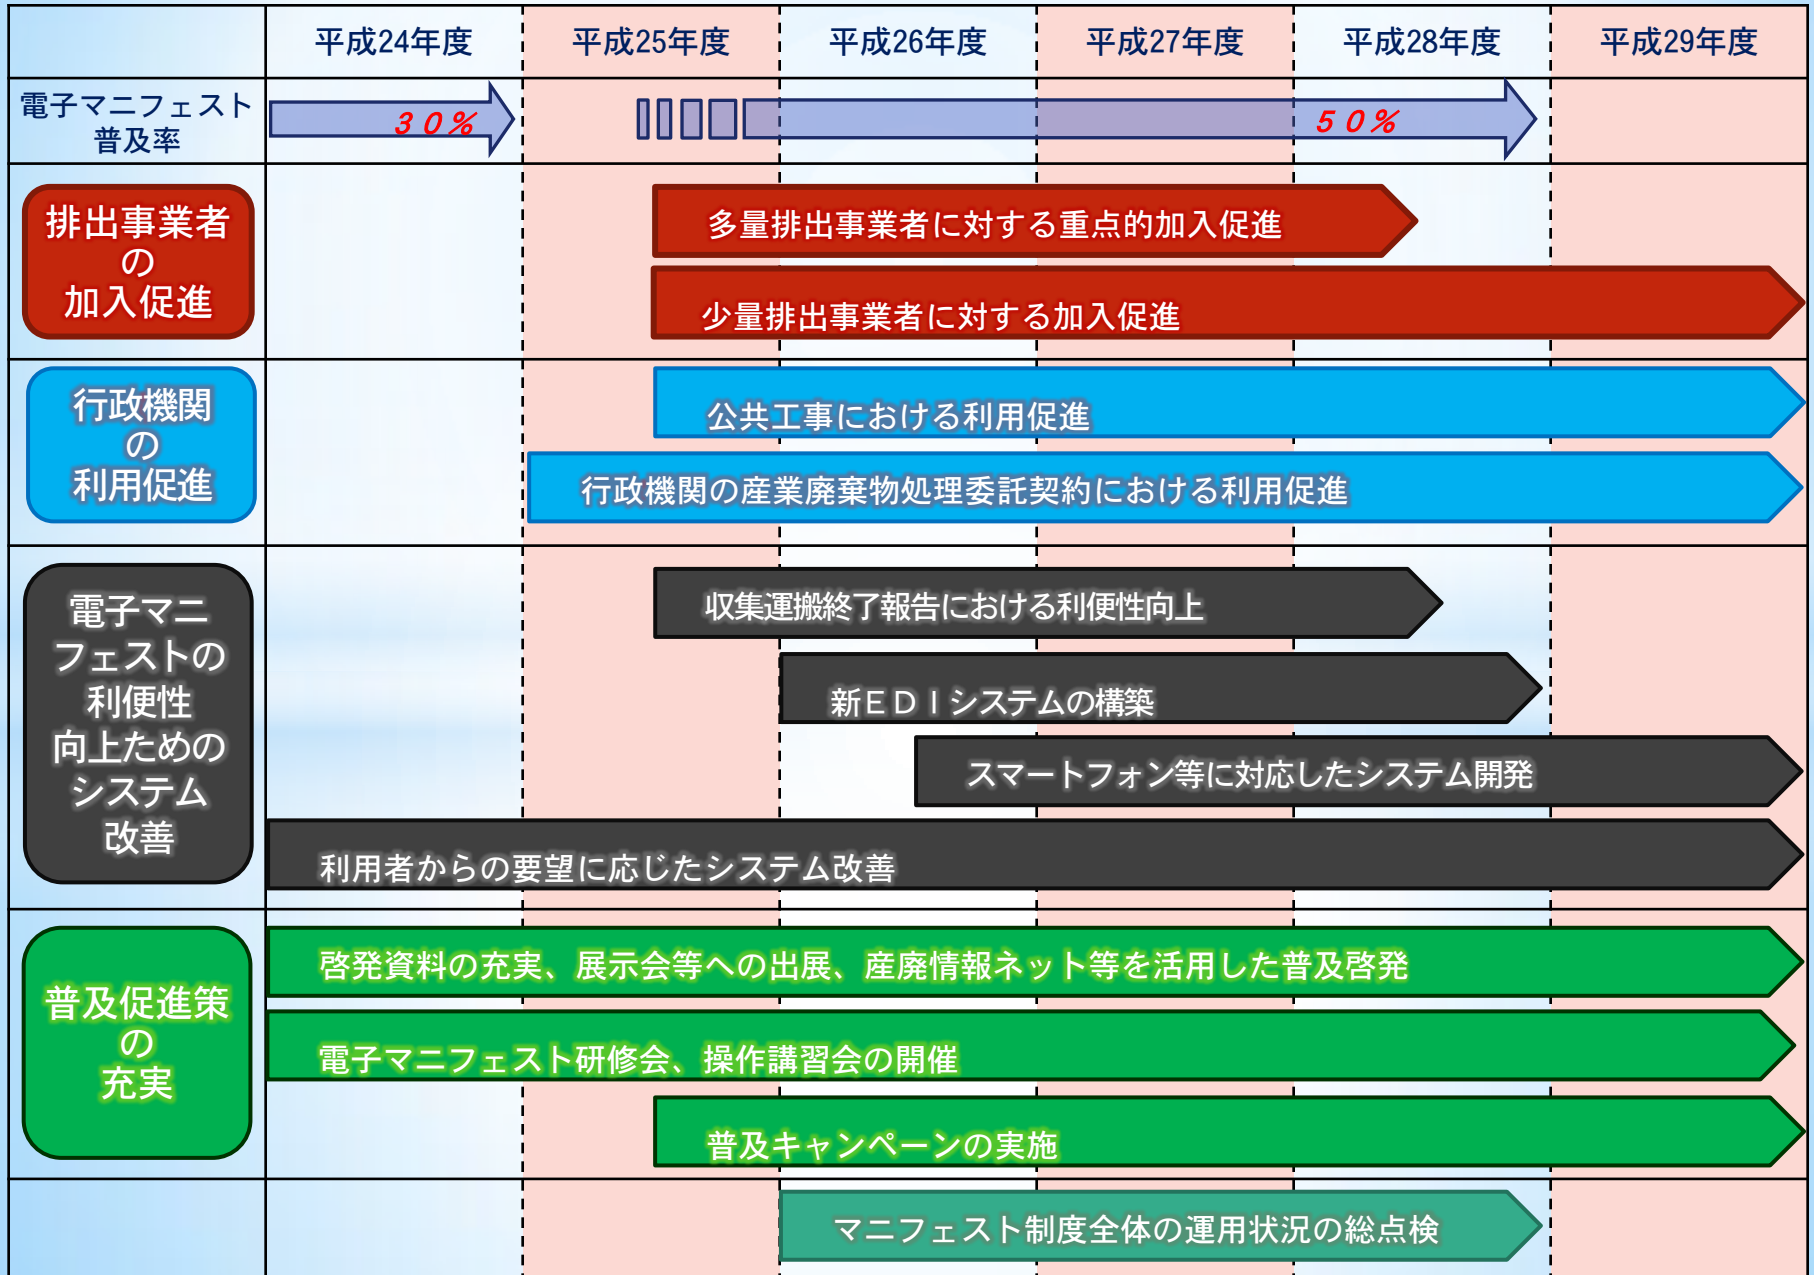 平成24年度 平成25年度 平成26年度 平成27年度 平成28年度 平成29年度
電子マニフェスト
普及率
３０％ ５０％
排出事業者
の
加入促進
多量排出事業者に対する重点的加入促進
少量排出事業者に対する加入促進
行政機関
の
利用促進
公共工事における利用促進
行政機関の産業廃棄物処理委託契約における利用促進
電子マニ
フェストの
利便性
向上ための
システム
改善
収集運搬終了報告における利便性向上
新ＥＤＩシステムの構築
スマートフォン等に対応したシステム開発
利用者からの要望に応じたシステム改善
普及促進策
の
充実
啓発資料の充実、展示会等への出展、産廃情報ネット等を活用した普及啓発
電子マニフェスト研修会、操作講習会の開催
普及キャンペーンの実施
マニフェスト制度全体の運用状況の総点検